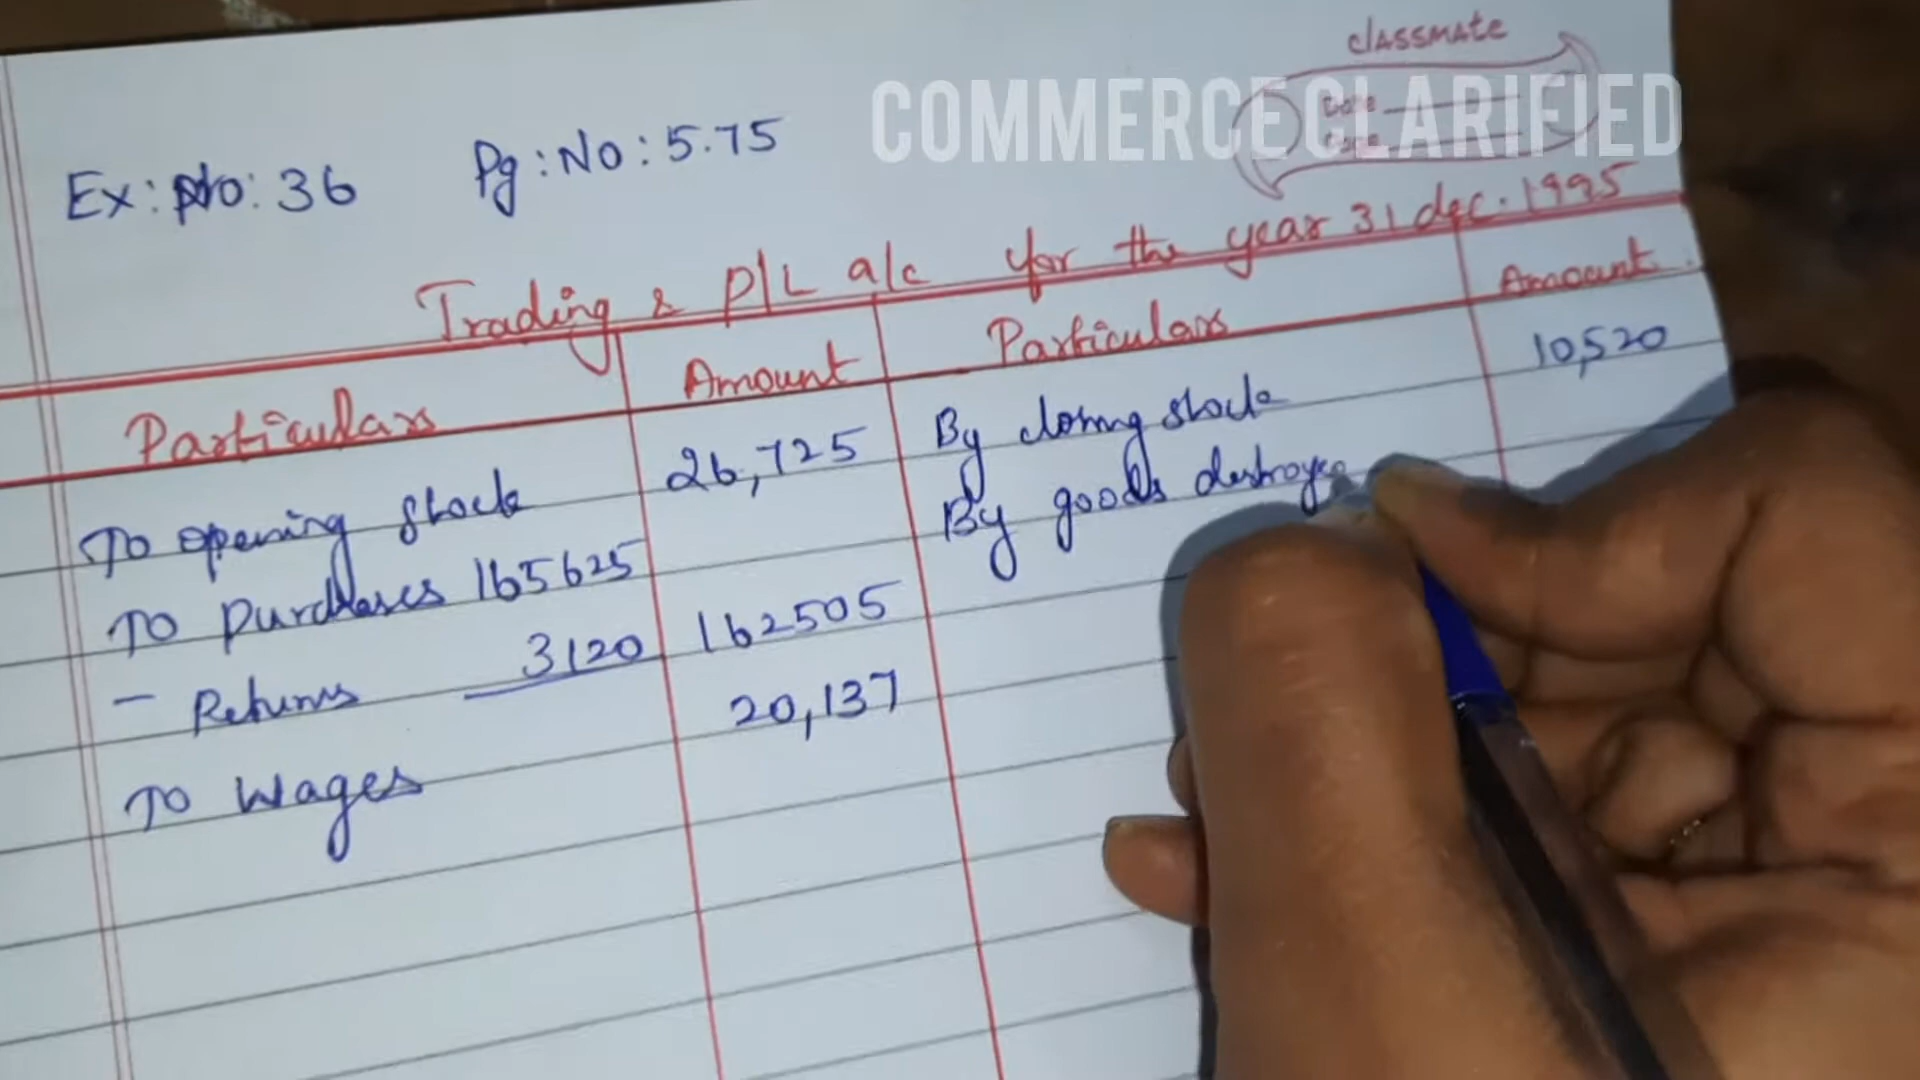 classmate
Date
Page
COMMERCE CLARIFIED
Ex: No: 36 Pg: No: 5.75
Trading & P/L a/c for the year 31 dec. 1995
Particulars Amount Particulars Amount
To opening stock 26,725 By closing stock 10,520
To Purchases 165625 By goods destroyed
- Returns 3120 162505
To Wages 20,137